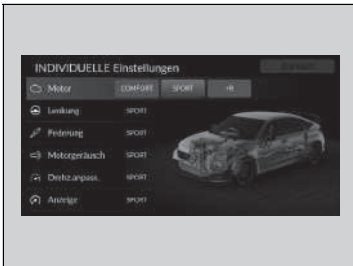 INDIVIDUELLE Einstellungen
Motor COMFORT SPORT +R
Lenkung SPORT
Federung SPORT
Motorgeräusch SPORT
Drehz.anpass. SPORT
Anzeige SPORT